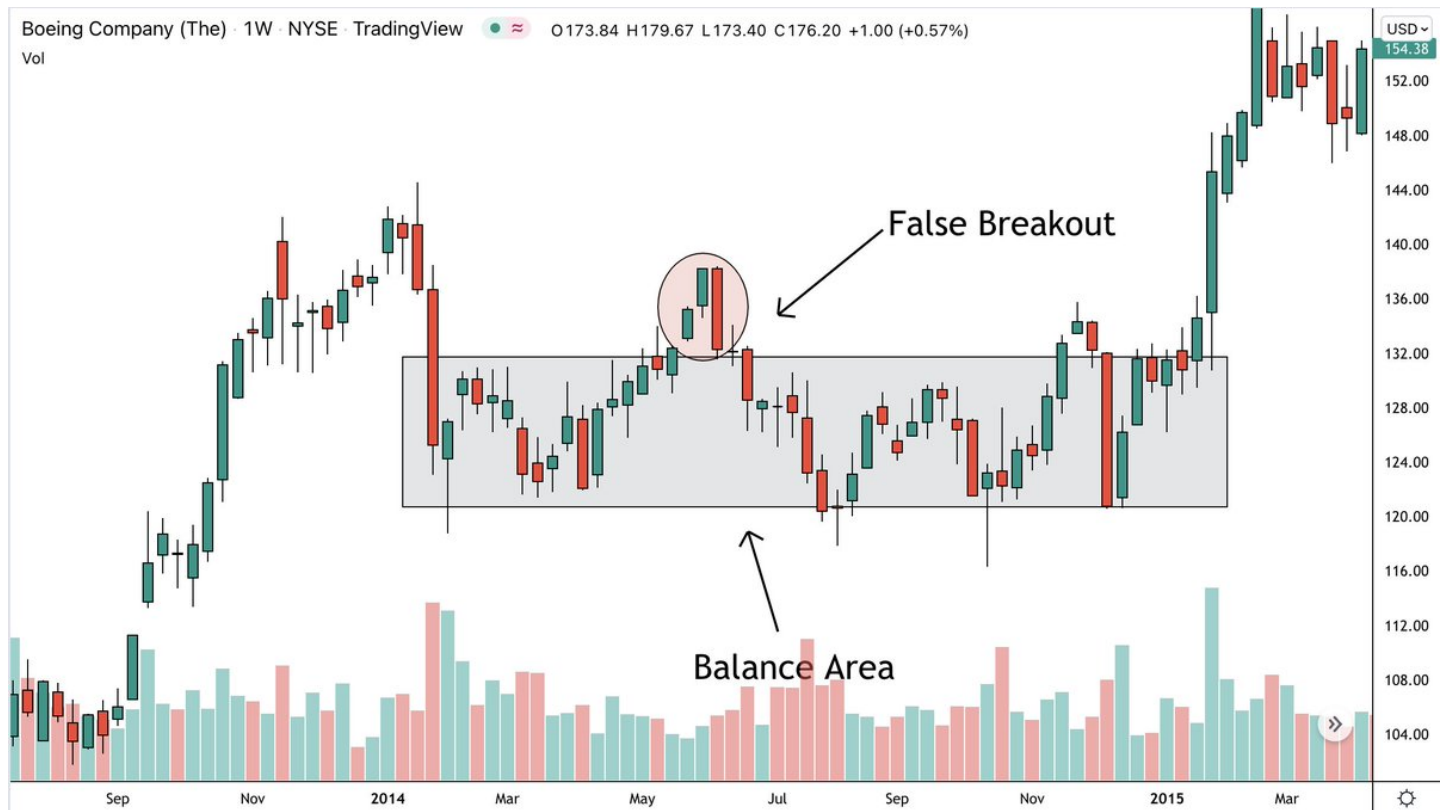 Boeing Company (The) · 1W · NYSE · TradingView ≈ O173.84 H179.67 L173.40 C176.20 +1.00 (+0.57%)
USD
Vol
154.38
152.00
148.00
144.00
False Breakout
140.00
136.00
132.00
128.00
124.00
120.00
116.00
112.00
Balance Area
108.00
104.00
Sep Nov 2014 Mar May Jul Sep Nov 2015 Mar